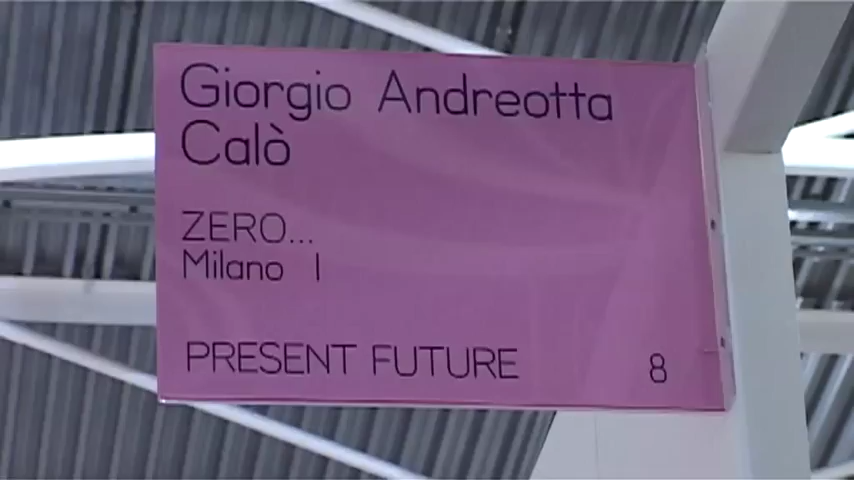 Giorgio Andreotta
Calò
ZERO...
Milano I
PRESENT FUTURE 8